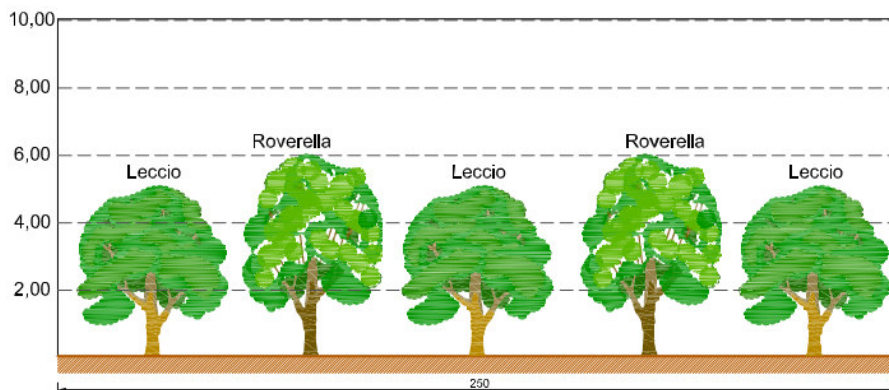 10,00
8,00
Roverella
Roverella
6,00
Leccio
Leccio
Leccio
4,00
2,00
250